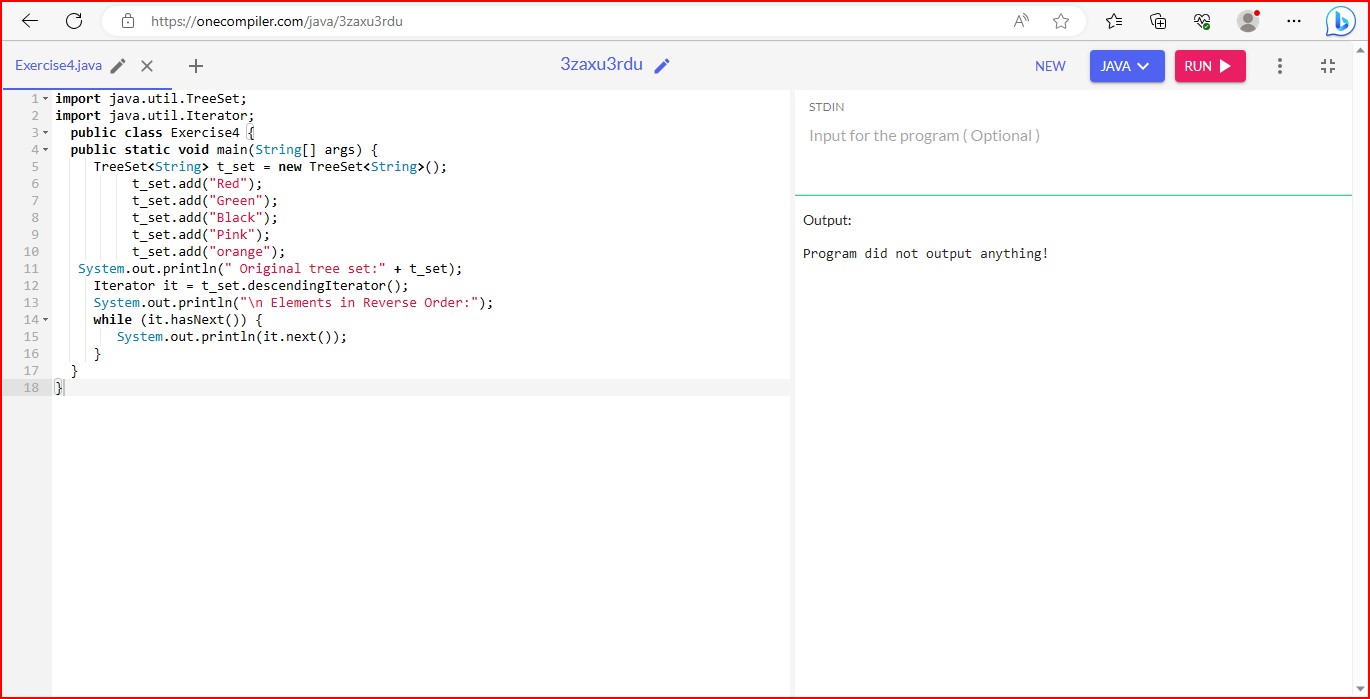 https://onecompiler.com/java/3zaxu3rdu
Exercise4.java
3zaxu3rdu
NEW
JAVA
RUN
1 import java.util.TreeSet;
2 import java.util.Iterator;
3 public class Exercise4 {
4 public static void main(String[] args) {
5 TreeSet<String> t_set = new TreeSet<String>();
6 t_set.add("Red");
7 t_set.add("Green");
8 t_set.add("Black");
9 t_set.add("Pink");
10 t_set.add("orange");
11 System.out.println(" Original tree set:" + t_set);
12 Iterator it = t_set.descendingIterator();
13 System.out.println("\n Elements in Reverse Order:");
14 while (it.hasNext()) {
15 System.out.println(it.next());
16 }
17 }
18 }
STDIN
Input for the program ( Optional )
Output:
Program did not output anything!